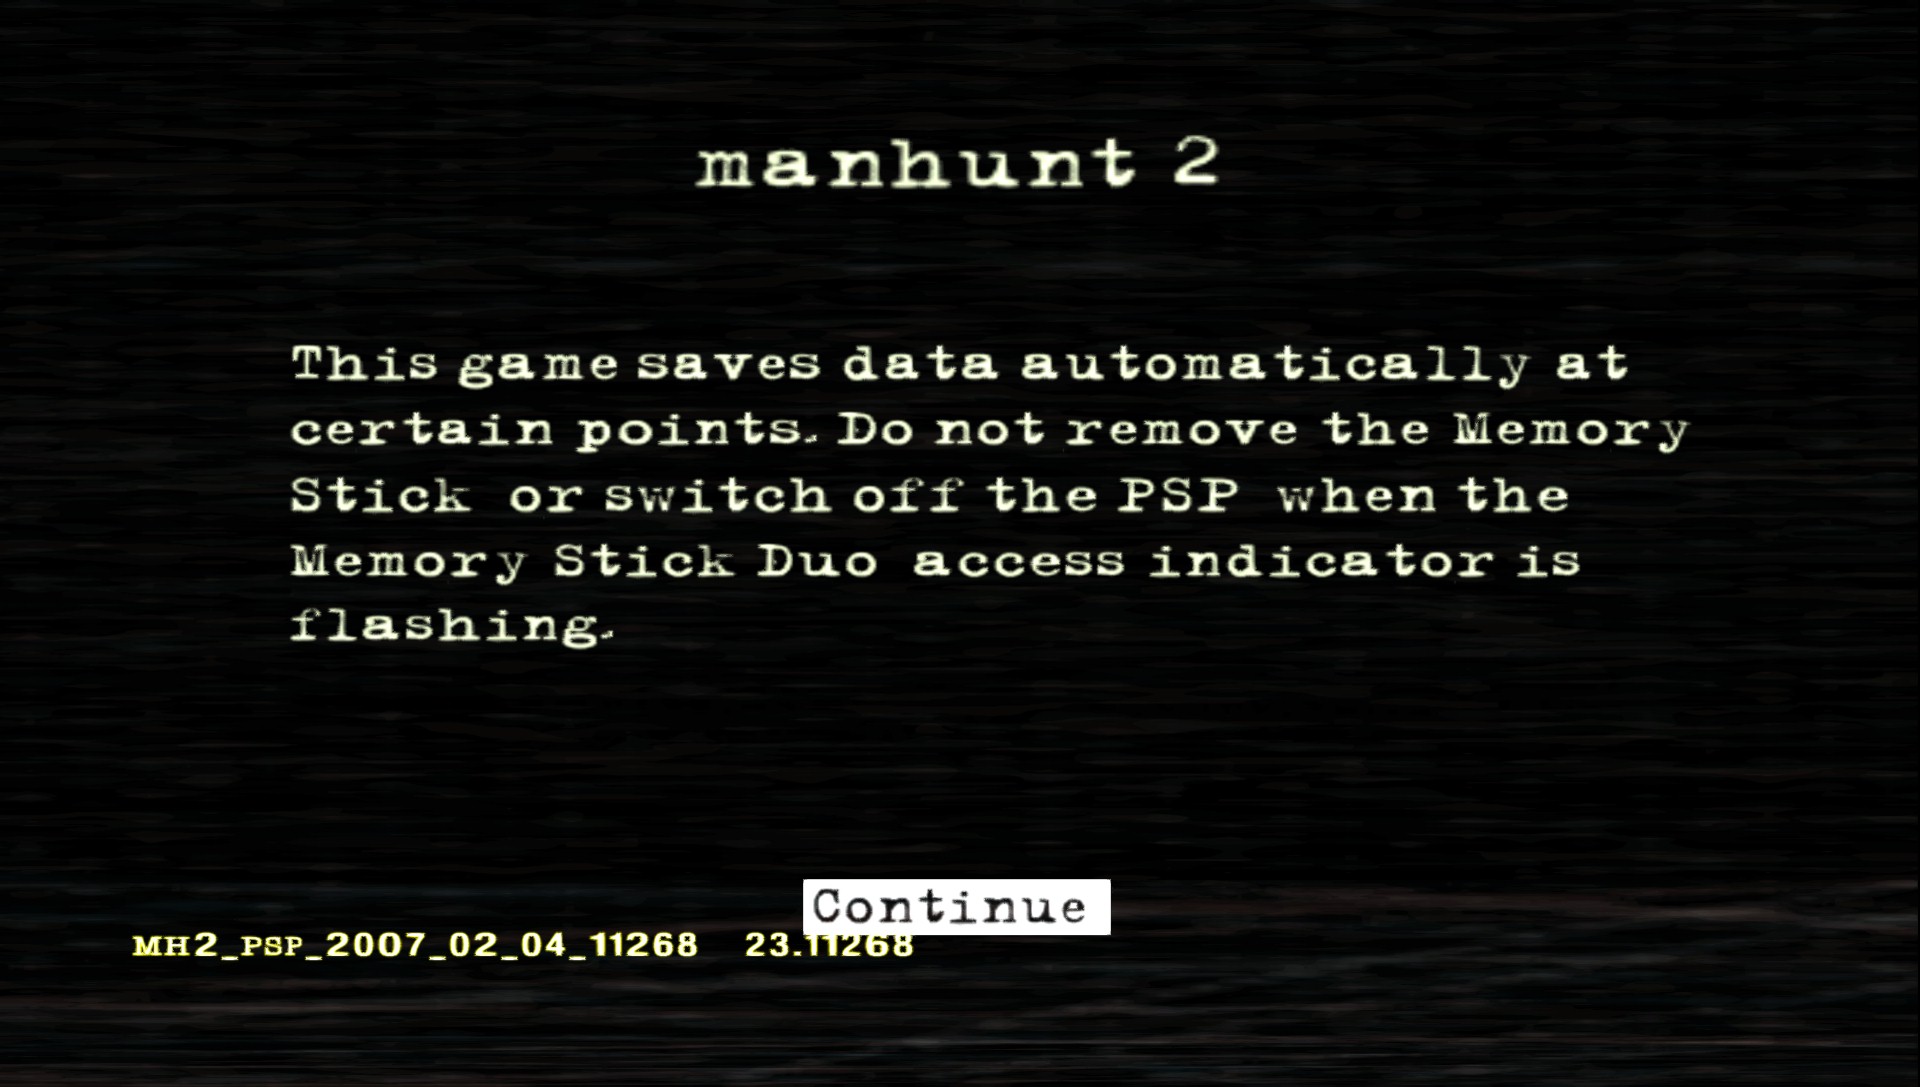 manhunt 2
This game saves data automatically at
certain points. Do not remove the Memory
Stick or switch off the PSP when the
Memory Stick Duo access indicator is
flashing.
Continue
MH2_PSP_2007_02_04_11268 23.11268